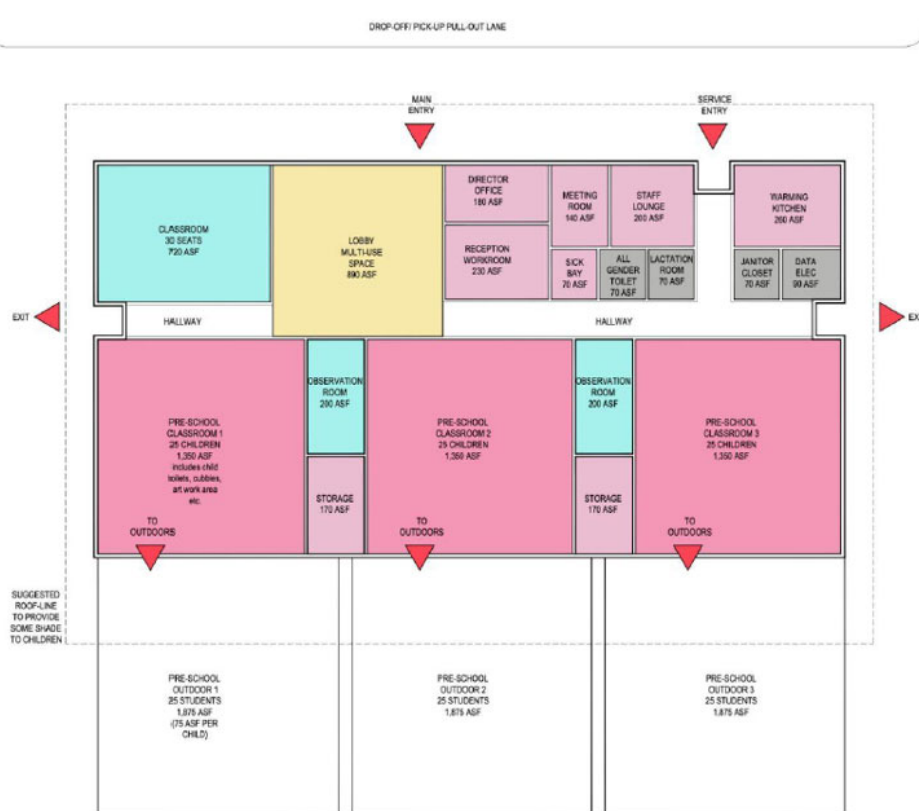 DROP-OFF/ PICK-UP PULL-OUT LANE
MAIN
ENTRY
SERVICE
ENTRY
CLASSROOM
30 SEATS
720 ASF
LOBBY
MULTI-USE
SPACE
890 ASF
DIRECTOR
OFFICE
180 ASF
RECEPTION
WORKROOM
230 ASF
MEETING
ROOM
140 ASF
STAFF
LOUNGE
200 ASF
SICK
BAY
70 ASF
ALL
GENDER
TOILET
70 ASF
LACTATION
ROOM
70 ASF
WARMING
KITCHEN
260 ASF
JANITOR
CLOSET
70 ASF
DATA
ELEC
90 ASF
EXIT
HALLWAY
HALLWAY
EX
PRE-SCHOOL
CLASSROOM 1
25 CHILDREN
1,350 ASF
includes child
toilets, cubbies,
art work area
etc.
TO
OUTDOORS
OBSERVATION
ROOM
200 ASF
STORAGE
170 ASF
PRE-SCHOOL
CLASSROOM 2
25 CHILDREN
1,350 ASF
TO
OUTDOORS
OBSERVATION
ROOM
200 ASF
STORAGE
170 ASF
PRE-SCHOOL
CLASSROOM 3
25 CHILDREN
1,350 ASF
TO
OUTDOORS
SUGGESTED
ROOF-LINE
TO PROVIDE
SOME SHADE
TO CHILDREN
PRE-SCHOOL
OUTDOOR 1
25 STUDENTS
1,875 ASF
(75 ASF PER
CHILD)
PRE-SCHOOL
OUTDOOR 2
25 STUDENTS
1,875 ASF
PRE-SCHOOL
OUTDOOR 3
25 STUDENTS
1,875 ASF